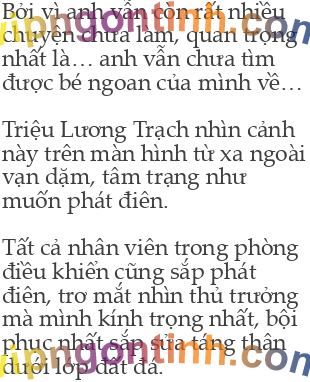 Bởi vì anh vẫn còn rất nhiều
chuyện chưa làm, quan trọng
nhất là… anh vẫn chưa tìm
được bé ngoan của mình về…
Triệu Lương Trạch nhìn cảnh
này trên màn hình từ xa ngoài
vạn dặm, tâm trạng như
muốn phát điên.
Tất cả nhân viên trong phòng
điều khiển cũng sắp phát
điên, trơ mắt nhìn thủ trưởng
mà mình kính trọng nhất, bội
phục nhất sắp sửa táng thân
dưới lớp đất đá.